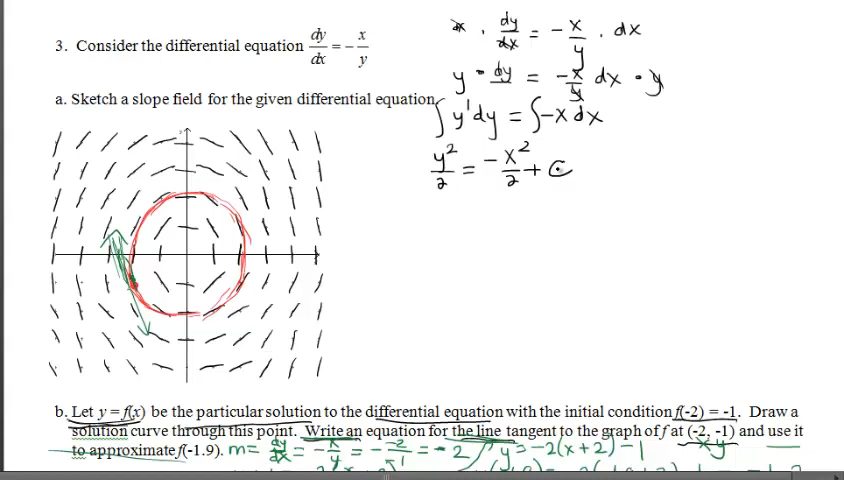 3. Consider the differential equation dy/dx = - x/y
dx · dy/dx = -x/y · dx
y · dy = -x/y dx · y
a. Sketch a slope field for the given differential equation.
∫ y' dy = ∫ -x dx
y²/2 = -x²/2 + C
b. Let y = f(x) be the particular solution to the differential equation with the initial condition f(-2) = -1. Draw a
solution curve through this point. Write an equation for the line tangent to the graph of f at (-2, -1) and use it
x y
to approximate f(-1.9). m = dy/dx = -x/y = - -2/-1 = -2 y = -2(x+2) -1